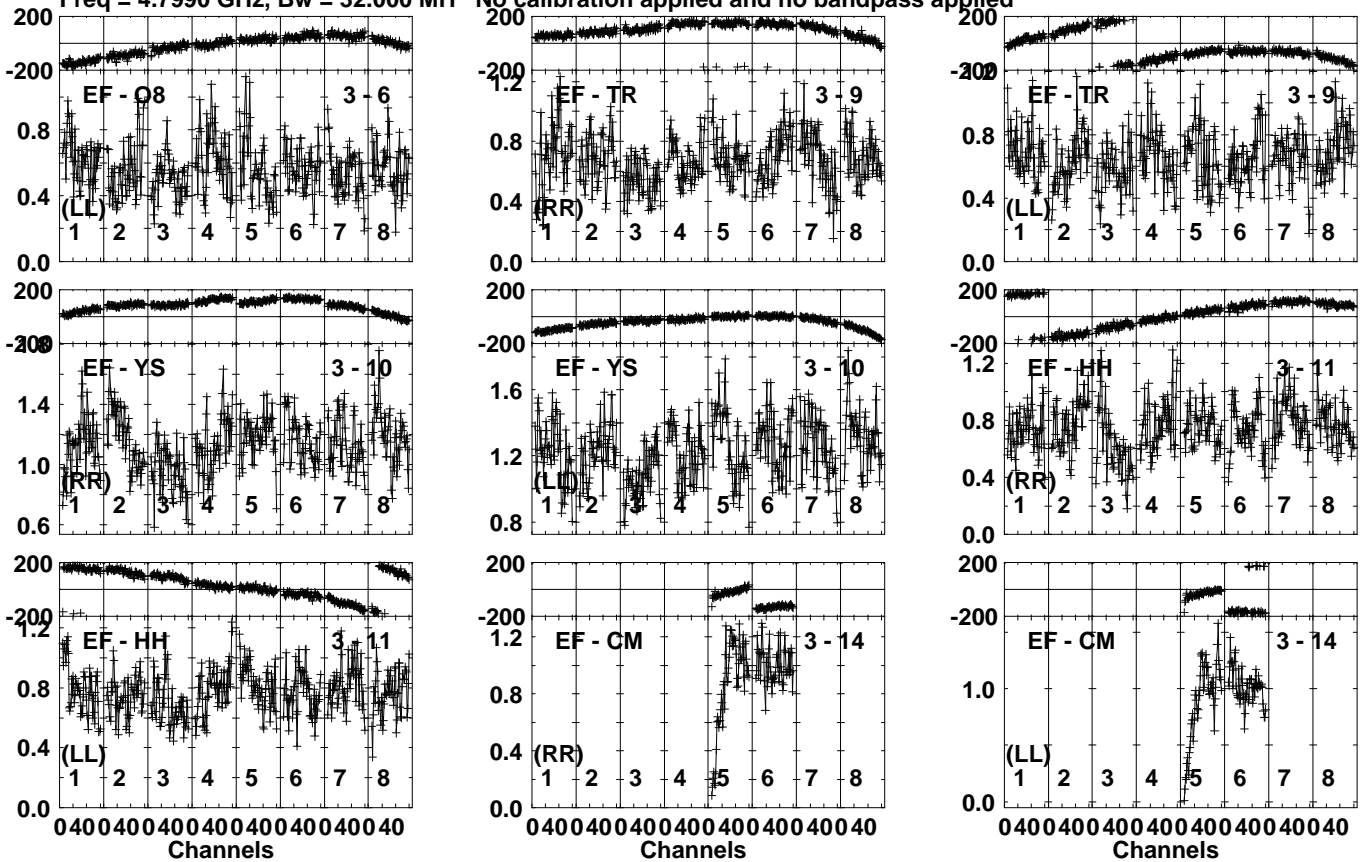 Freq = 4.7990 GHz, Bw = 32.000 MH No calibration applied and no bandpass applied
200 200 200
-200 -200 -200
1.2 1.2
EF - O8 3 - 6 EF - TR 3 - 9 EF - TR 3 - 9
0.8 0.8 0.8
0.4 0.4 0.4
(LL) (RR) (LL)
1 2 3 4 5 6 7 8 1 2 3 4 5 6 7 8 1 2 3 4 5 6 7 8
0.0 0.0 0.0
200 200 200
-200 -200 -200
1.8 1.2
EF - YS 3 - 10 EF - YS 3 - 10 EF - HH 3 - 11
1.4 1.6 0.8
1.0 1.2 0.4
(RR) (LL) (RR)
1 2 3 4 5 6 7 8 1 2 3 4 5 6 7 8 1 2 3 4 5 6 7 8
0.6 0.8 0.0
200 200 200
-200 -200 -200
1.2 1.2
EF - HH 3 - 11 EF - CM 3 - 14 EF - CM 3 - 14
0.8 0.8 1.0
0.4 0.4
(LL) (RR) (LL)
1 2 3 4 5 6 7 8 1 2 3 4 5 6 7 8 1 2 3 4 5 6 7 8
0.0 0.0 0.0
0 40 0 40 0 40 0 40 0 40 0 40 0 40 0 40 0 40 0 40 0 40 0 40 0 40 0 40 0 40 0 40 0 40 0 40 0 40 0 40 0 40 0 40 0 40 0 40
Channels Channels Channels